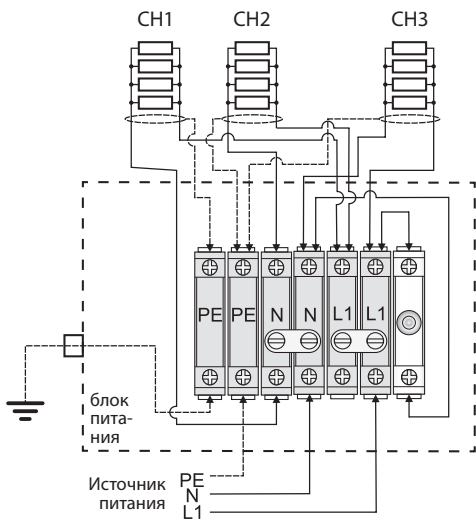 CH1 CH2 CH3
PE PE N N L1 L1
блок
пита-
ния
Источник
питания
PE
N
L1